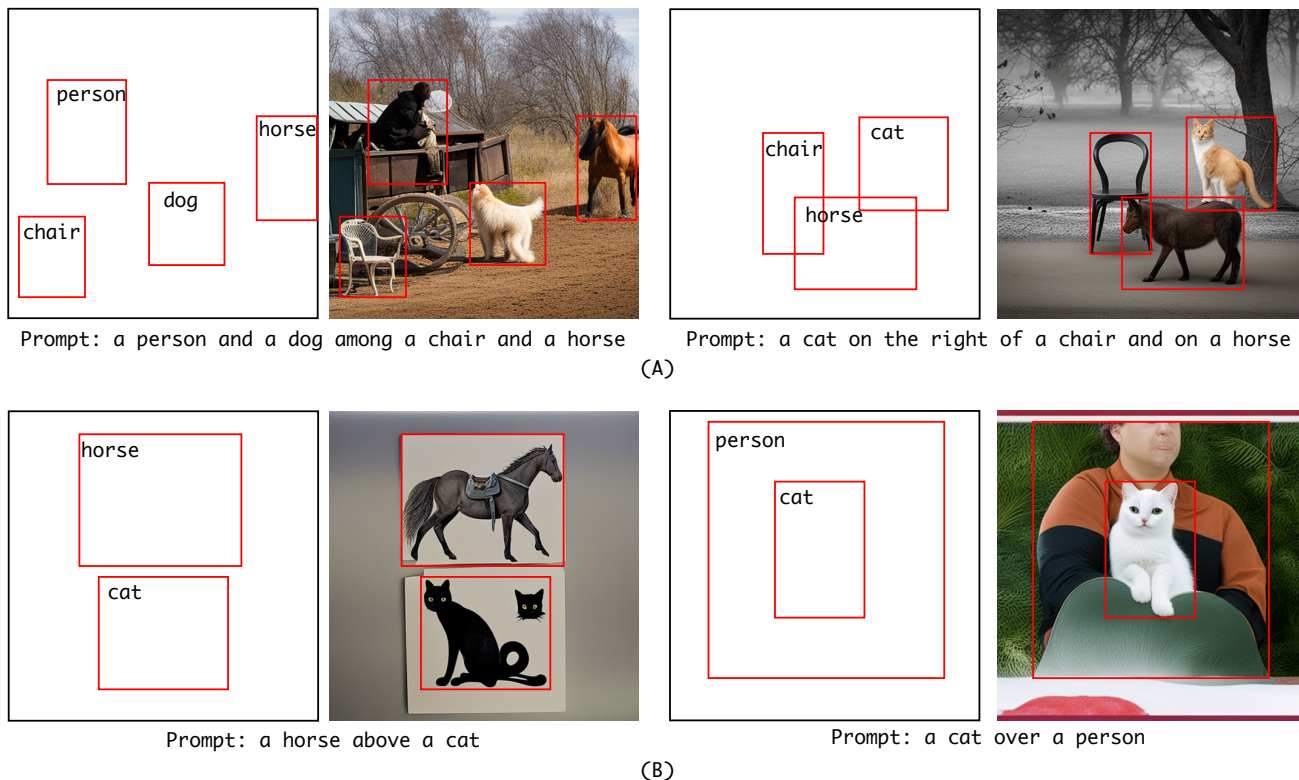 person
horse
dog
chair
cat
chair
horse
Prompt: a person and a dog among a chair and a horse
Prompt: a cat on the right of a chair and on a horse
(A)
horse
cat
person
cat
Prompt: a horse above a cat
Prompt: a cat over a person
(B)